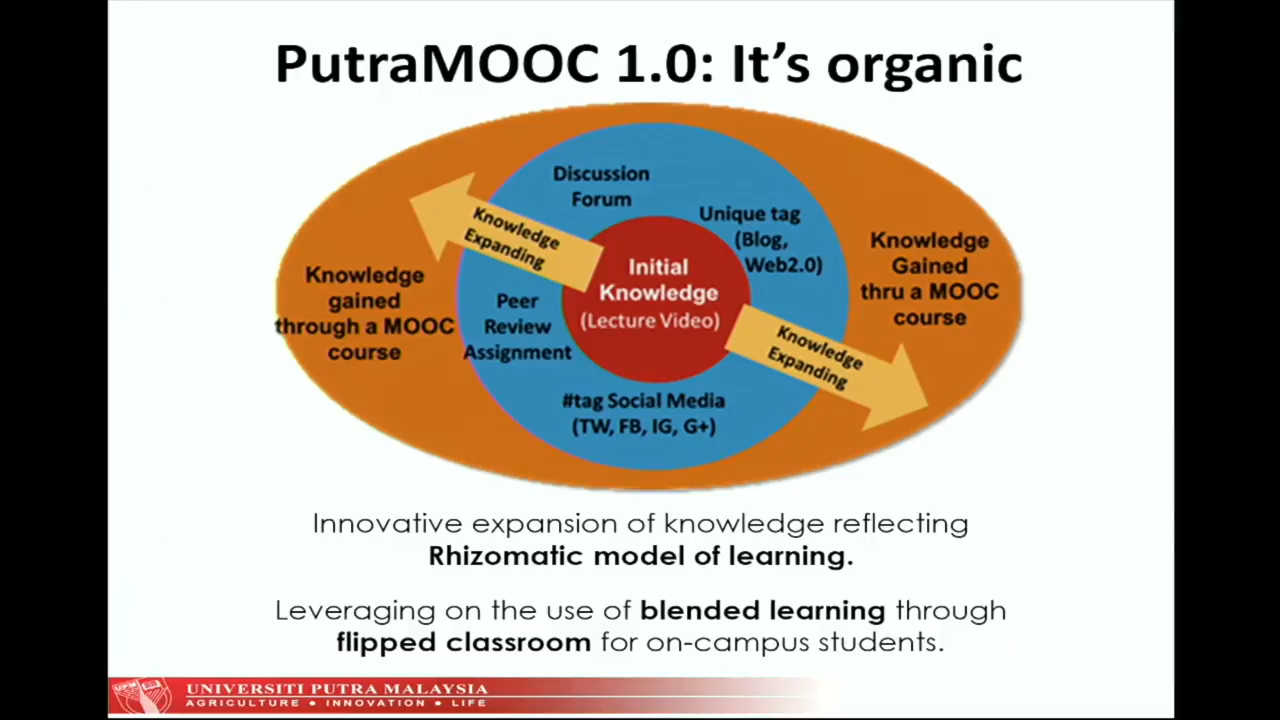 PutraMOOC 1.0: It's organic
Discussion
Forum
Unique tag
(Blog,
Web2.0)
Knowledge
Expanding
Initial
Knowledge
(Lecture Video)
Knowledge
gained
through a MOOC
course
Peer
Review
Assignment
Knowledge
Gained
thru a MOOC
course
Knowledge
Expanding
#tag Social Media
(TW, FB, IG, G+)
Innovative expansion of knowledge reflecting
Rhizomatic model of learning.
Leveraging on the use of blended learning through
flipped classroom for on-campus students.
UNIVERSITI PUTRA MALAYSIA
AGRICULTURE • INNOVATION • LIFE